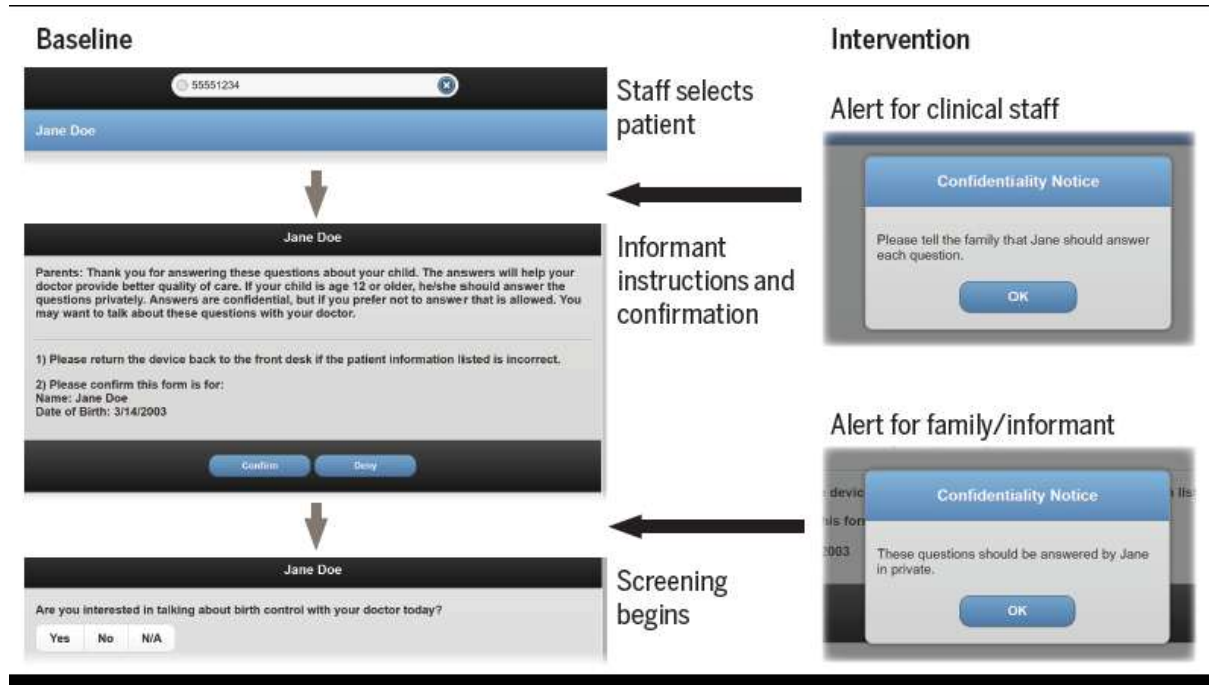 Baseline
Intervention
55551234
Jane Doe
Staff selects
patient
Alert for clinical staff
Confidentiality Notice
Please tell the family that Jane should answer
each question.
OK
Jane Doe
Parents: Thank you for answering these questions about your child. The answers will help your
doctor provide better quality of care. If your child is age 12 or older, he/she should answer the
questions privately. Answers are confidential, but if you prefer not to answer that is allowed. You
may want to talk about these questions with your doctor.
1) Please return the device back to the front desk if the patient information listed is incorrect.
2) Please confirm this form is for:
Name: Jane Doe
Date of Birth: 3/14/2003
Confirm
Deny
Informant
instructions and
confirmation
Alert for family/informant
devic
lis
his for
2003
Confidentiality Notice
These questions should be answered by Jane
in private.
OK
Jane Doe
Are you interested in talking about birth control with your doctor today?
Yes No N/A
Screening
begins